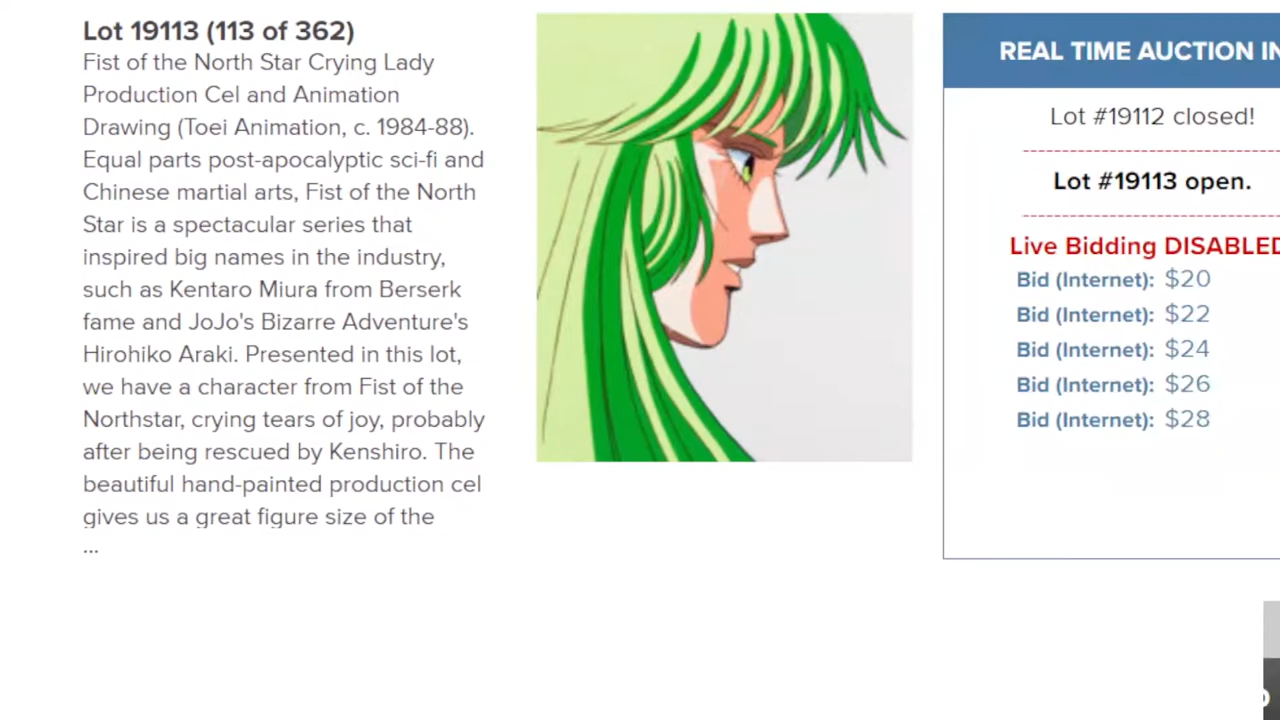 Lot 19113 (113 of 362)
Fist of the North Star Crying Lady
Production Cel and Animation
Drawing (Toei Animation, c. 1984-88).
Equal parts post-apocalyptic sci-fi and
Chinese martial arts, Fist of the North
Star is a spectacular series that
inspired big names in the industry,
such as Kentaro Miura from Berserk
fame and JoJo's Bizarre Adventure's
Hirohiko Araki. Presented in this lot,
we have a character from Fist of the
Northstar, crying tears of joy, probably
after being rescued by Kenshiro. The
beautiful hand-painted production cel
gives us a great figure size of the
...
REAL TIME AUCTION IN
Lot #19112 closed!
Lot #19113 open.
Live Bidding DISABLED
Bid (Internet): $20
Bid (Internet): $22
Bid (Internet): $24
Bid (Internet): $26
Bid (Internet): $28